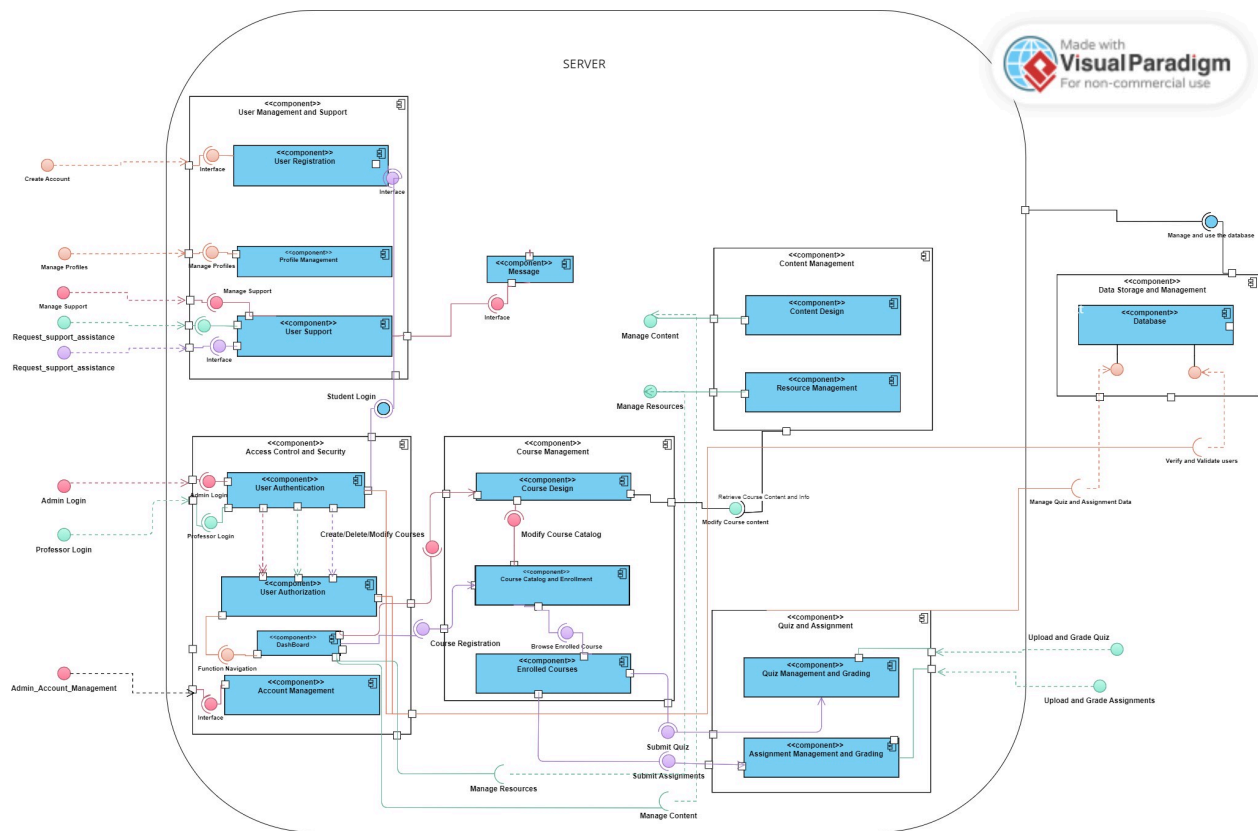 SERVER
Made with
Visual Paradigm
For non-commercial use
<<component>>
User Management and Support
<<component>>
User Registration
Interface
Interface
Create Account
<<component>>
Profile Management
Manage Profiles
Manage Profiles
Manage Support
Manage Support
<<component>>
User Support
Request_support_assistance
Interface
Request_support_assistance
<<component>>
Message
Interface
Student Login
<<component>>
Content Management
<<component>>
Content Design
Manage Content
<<component>>
Resource Management
Manage Resources
Manage and use the database
<<component>>
Data Storage and Management
<<component>>
Database
Verify and Validate users
Manage Quiz and Assignment Data
<<component>>
Access Control and Security
<<component>>
User Authentication
Admin Login
Admin Login
Professor Login
Professor Login
Create/Delete/Modify Courses
<<component>>
User Authorization
<<component>>
DashBoard
Function Navigation
Course Registration
<<component>>
Account Management
Admin_Account_Management
Interface
<<component>>
Course Management
<<component>>
Course Design
Modify Course Catalog
Retrieve Course Content and Info
Modify Course content
<<component>>
Course Catalog and Enrollment
Browse Enrolled Course
<<component>>
Enrolled Courses
<<component>>
Quiz and Assignment
<<component>>
Quiz Management and Grading
Upload and Grade Quiz
Upload and Grade Assignments
Submit Quiz
<<component>>
Assignment Management and Grading
Submit Assignments
Manage Resources
Manage Content